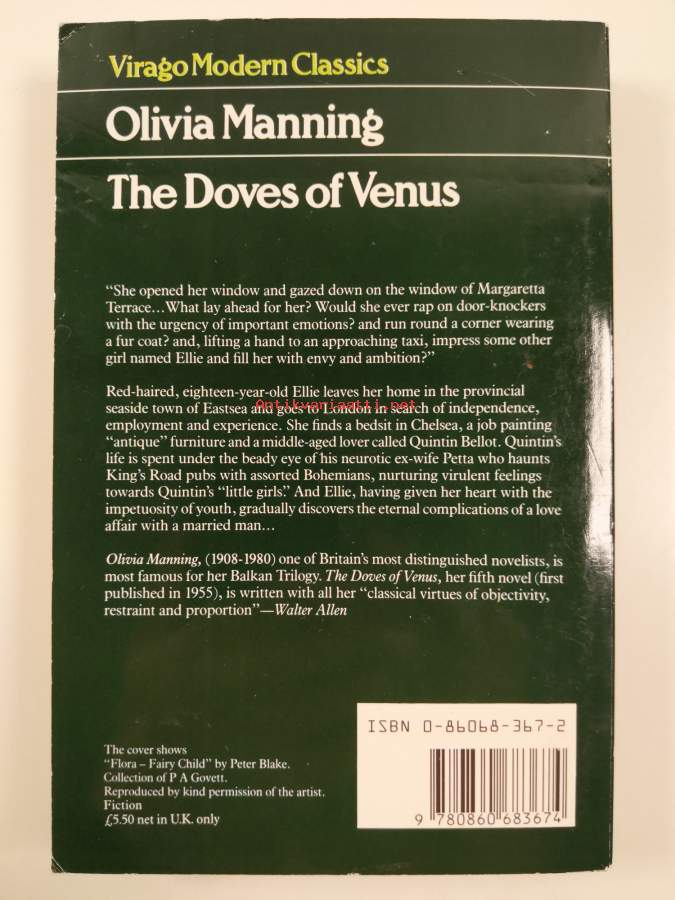 Virago Modern Classics
Olivia Manning
The Doves of Venus
“She opened her window and gazed down on the window of Margaretta
Terrace...What lay ahead for her? Would she ever rap on door-knockers
with the urgency of important emotions? and run round a corner wearing
a fur coat? and, lifting a hand to an approaching taxi, impress some other
girl named Ellie and fill her with envy and ambition?”
Red-haired, eighteen-year-old Ellie leaves her home in the provincial
seaside town of Eastsea and goes to London in search of independence,
Antikvariaatti.net
employment and experience. She finds a bedsit in Chelsea, a job painting
“antique” furniture and a middle-aged lover called Quintin Bellot. Quintin’s
life is spent under the beady eye of his neurotic ex-wife Petta who haunts
King’s Road pubs with assorted Bohemians, nurturing virulent feelings
towards Quintin’s “little girls.” And Ellie, having given her heart with the
impetuosity of youth, gradually discovers the eternal complications of a love
affair with a married man...
Olivia Manning, (1908-1980) one of Britain’s most distinguished novelists, is
most famous for her Balkan Trilogy. The Doves of Venus, her fifth novel (first
published in 1955), is written with all her “classical virtues of objectivity,
restraint and proportion”—Walter Allen
ISBN 0-86068-367-2
The cover shows
“Flora – Fairy Child” by Peter Blake.
Collection of P A Govett.
Reproduced by kind permission of the artist.
Fiction
£5.50 net in U.K. only
9 780860 683674